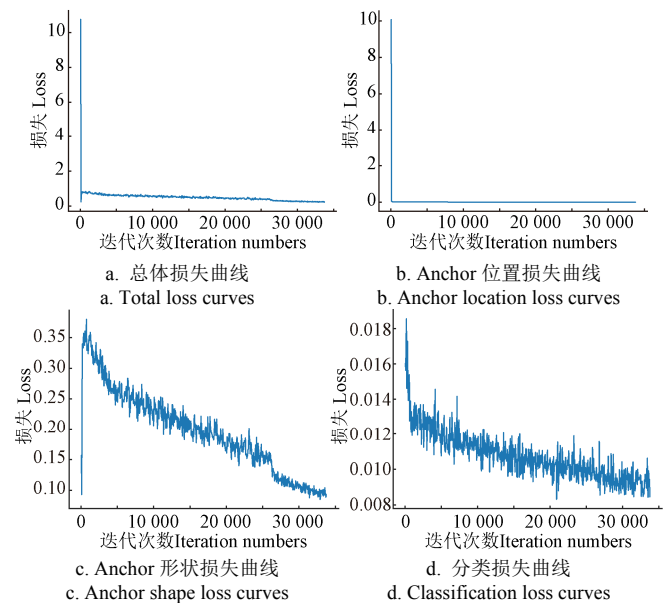 损失 Loss
10
8
6
4
2
0
0 10 000 20 000 30 000
迭代次数Iteration numbers
a. 总体损失曲线
a. Total loss curves
损失 Loss
10
8
6
4
2
0
0 10 000 20 000 30 000
迭代次数Iteration numbers
b. Anchor 位置损失曲线
b. Anchor location loss curves
损失 Loss
0.35
0.30
0.25
0.20
0.15
0.10
0 10 000 20 000 30 000
迭代次数Iteration numbers
c. Anchor 形状损失曲线
c. Anchor shape loss curves
损失 Loss
0.018
0.016
0.014
0.012
0.010
0.008
0 10 000 20 000 30 000
迭代次数Iteration numbers
d. 分类损失曲线
d. Classification loss curves